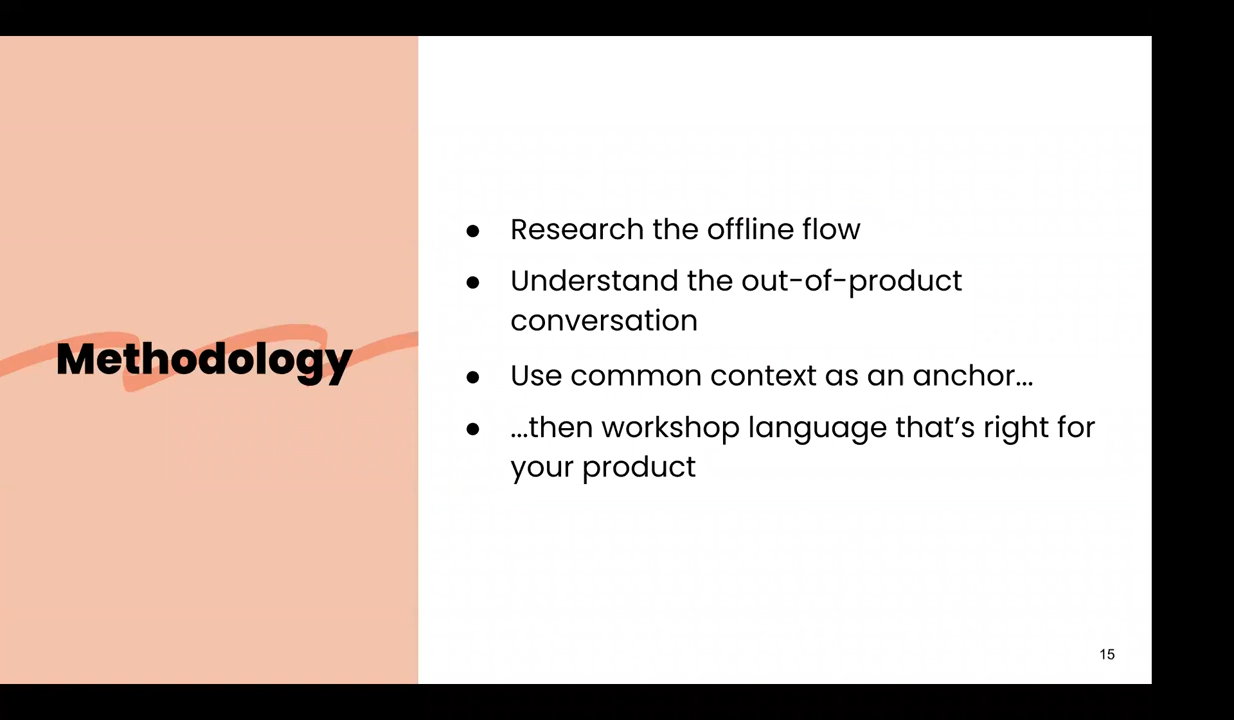 Methodology
● Research the offline flow
● Understand the out-of-product
conversation
● Use common context as an anchor…
● …then workshop language that’s right for
your product
15